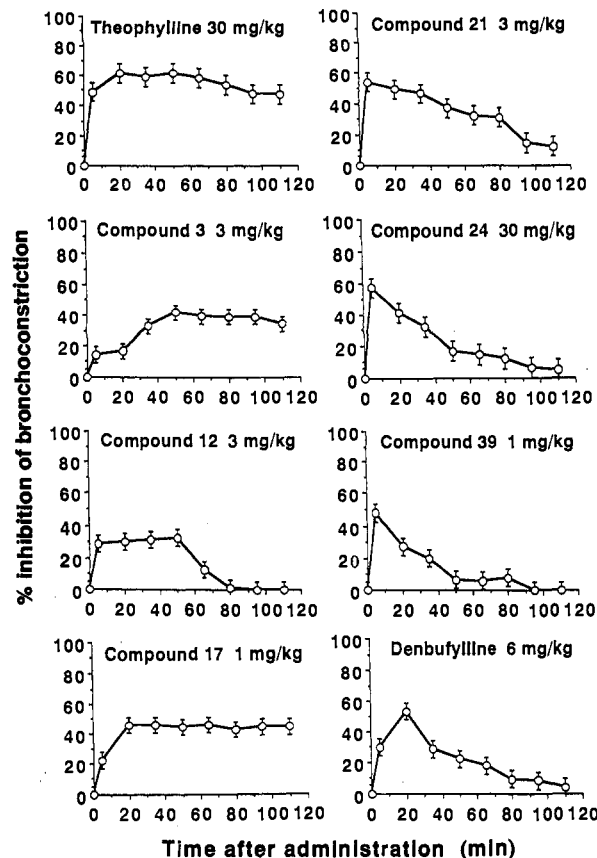 % inhibition of bronchoconstriction
Theophylline 30 mg/kg
100
80
60
40
20
0
0 20 40 60 80 100 120
Compound 21 3 mg/kg
100
80
60
40
20
0
0 20 40 60 80 100 120
Compound 3 3 mg/kg
100
80
60
40
20
0
0 20 40 60 80 100 120
Compound 24 30 mg/kg
100
80
60
40
20
0
0 20 40 60 80 100 120
Compound 12 3 mg/kg
100
80
60
40
20
0
0 20 40 60 80 100 120
Compound 39 1 mg/kg
100
80
60
40
20
0
0 20 40 60 80 100 120
Compound 17 1 mg/kg
100
80
60
40
20
0
0 20 40 60 80 100 120
Denbufylline 6 mg/kg
100
80
60
40
20
0
0 20 40 60 80 100 120
Time after administration (min)